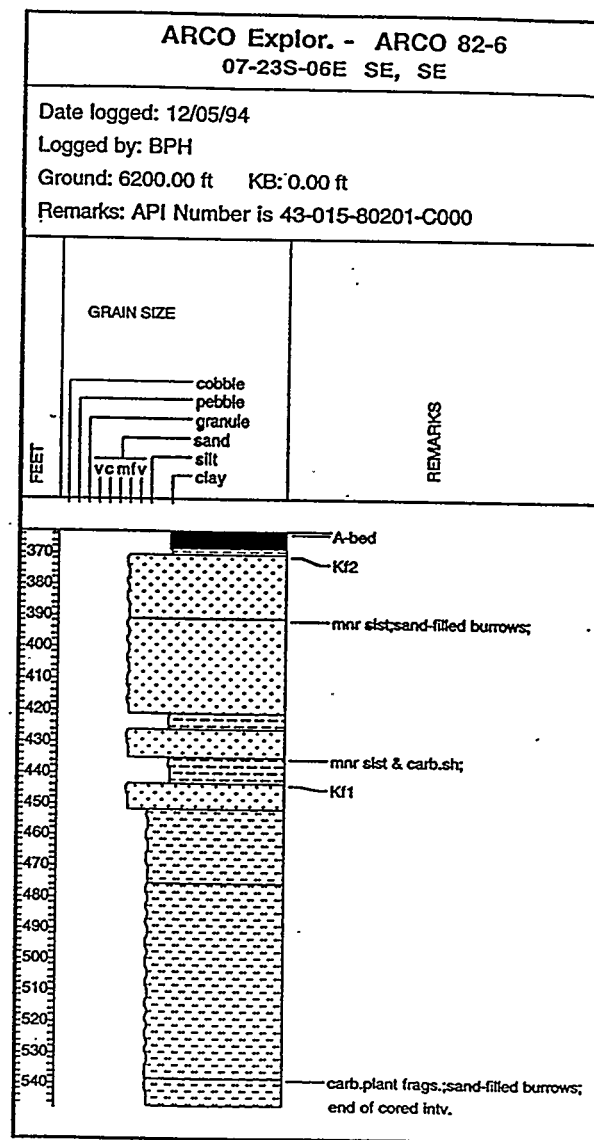 ARCO Explor. - ARCO 82-6
07-23S-06E SE, SE
Date logged: 12/05/94
Logged by: BPH
Ground: 6200.00 ft KB: 0.00 ft
Remarks: API Number is 43-015-80201-C000
FEET
GRAIN SIZE
cobble
pebble
granule
sand
vc m f v
silt
clay
REMARKS
A-bed
370
Kf2
380
390
mnr slst;sand-filled burrows;
400
410
420
430
mnr slst & carb.sh;
440
Kf1
450
460
470
480
490
500
510
520
530
540
carb.plant frags.;sand-filled burrows;
end of cored intv.